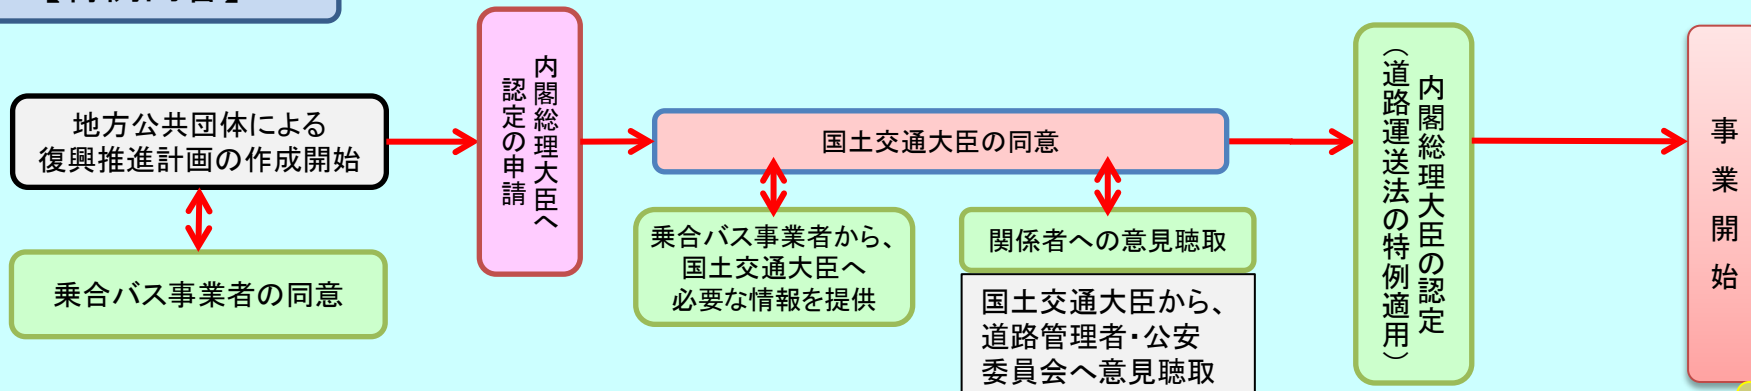 地方公共団体による
復興推進計画の作成開始
乗合バス事業者の同意
内閣総理大臣へ
認定の申請
国土交通大臣の同意
乗合バス事業者から、
国土交通大臣へ
必要な情報を提供
関係者への意見聴取
国土交通大臣から、
道路管理者・公安
委員会へ意見聴取
内閣総理大臣の認定
（道路運送法の特例適用）
事業開始